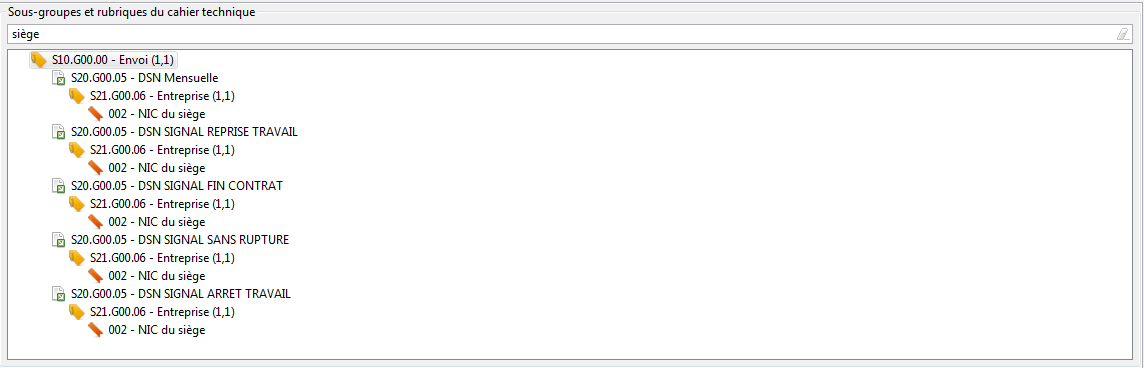 Sous-groupes et rubriques du cahier technique
siège
S10.G00.00 - Envoi (1,1)
S20.G00.05 - DSN Mensuelle
S21.G00.06 - Entreprise (1,1)
002 - NIC du siège
S20.G00.05 - DSN SIGNAL REPRISE TRAVAIL
S21.G00.06 - Entreprise (1,1)
002 - NIC du siège
S20.G00.05 - DSN SIGNAL FIN CONTRAT
S21.G00.06 - Entreprise (1,1)
002 - NIC du siège
S20.G00.05 - DSN SIGNAL SANS RUPTURE
S21.G00.06 - Entreprise (1,1)
002 - NIC du siège
S20.G00.05 - DSN SIGNAL ARRET TRAVAIL
S21.G00.06 - Entreprise (1,1)
002 - NIC du siège